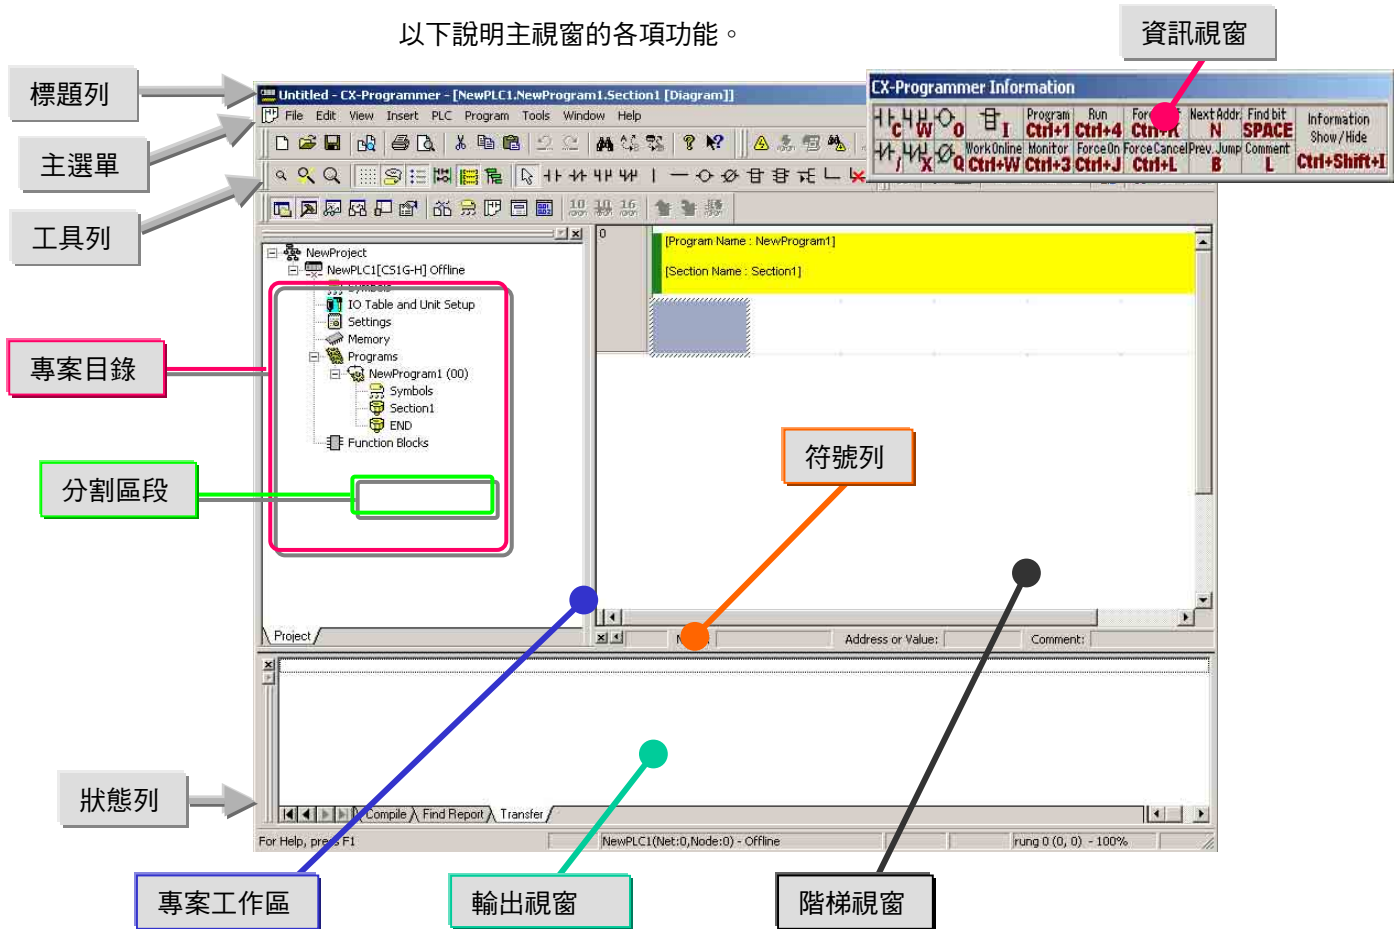 以下說明主視窗的各項功能。
資訊視窗
標題列
主選單
工具列
專案目錄
分割區段
狀態列
符號列
專案工作區
輸出視窗
階梯視窗
Untitled - CX-Programmer - [NewPLC1.NewProgram1.Section1 [Diagram]]
File Edit View Insert PLC Program Tools Window Help
CX-Programmer Information
C W O I Program Ctrl+1 Run Ctrl+4 Next Addr. N Find bit SPACE Information Show/Hide Ctrl+Shift+I
/ X Q Work Online Ctrl+W Monitor Ctrl+3 Force On Ctrl+J Force Cancel Ctrl+L Prev. Jump B Comment L
10 10 16
NewProject
NewPLC1[CS1G-H] Offline
Symbols
IO Table and Unit Setup
Settings
Memory
Programs
NewProgram1 (00)
Symbols
Section1
END
Function Blocks
Project
0
[Program Name : NewProgram1]
[Section Name : Section1]
Address or Value:
Comment:
Compile Find Report Transfer
For Help, press F1
NewPLC1(Net:0,Node:0) - Offline
rung 0 (0, 0) - 100%